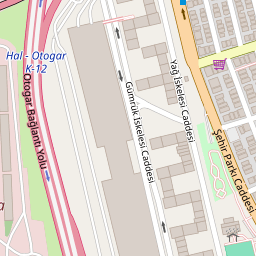 Hal - Otogar
K-12
Otogar Bağlantı Yolu
Gümrük İskelesi Caddesi
Yağ İskelesi Caddesi
Şehir Parkı Caddesi
a